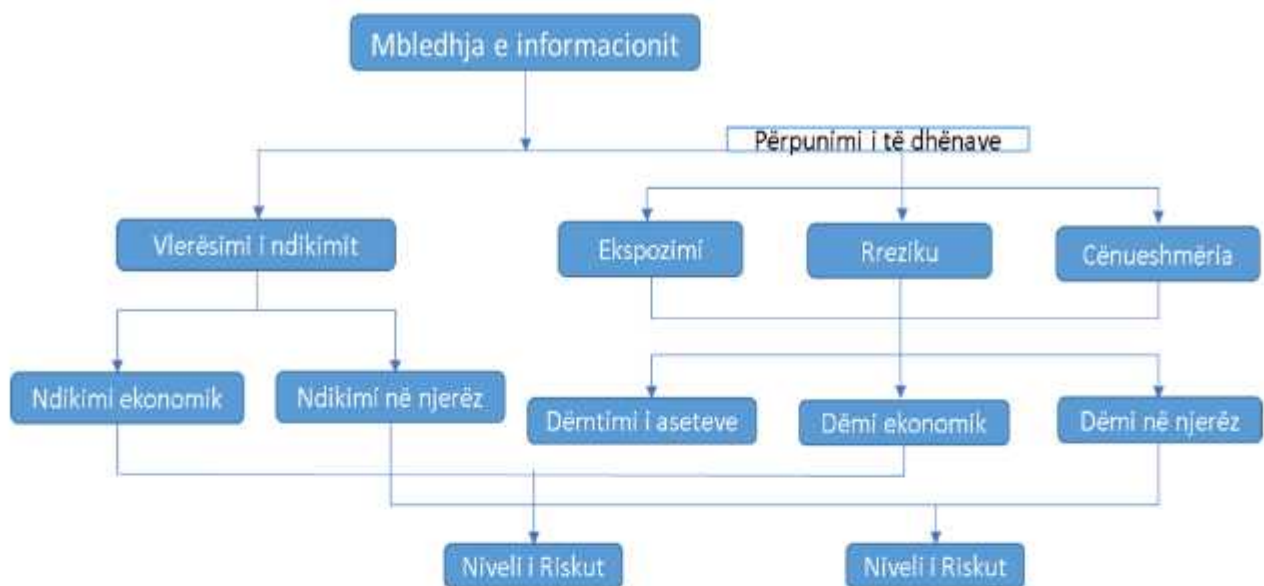 Mbledhja e informacionit
Përpunimi i të dhënave
Vlerësimi i ndikimit
Ekspozimi
Rreziku
Cënueshmëria
Ndikimi ekonomik
Ndikimi në njerëz
Dëmtimi i aseteve
Dëmi ekonomik
Dëmi në njerëz
Niveli i Riskut
Niveli i Riskut